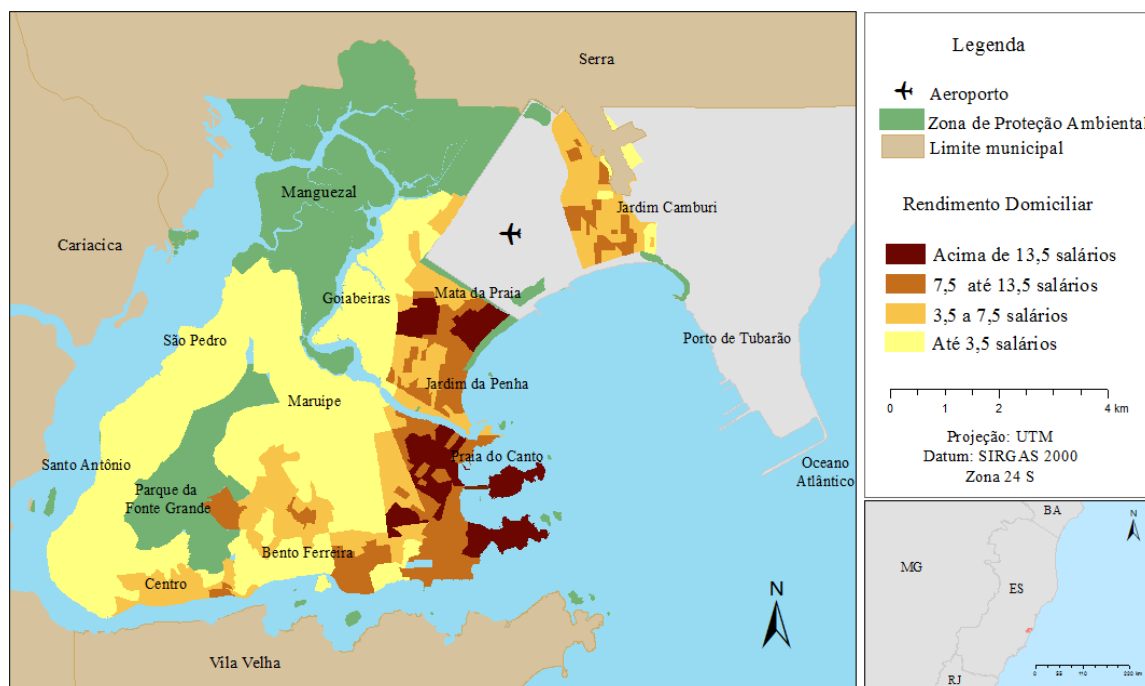 Serra
Manguezal
Cariacica
Jardim Camburi
Goiabeiras
Mata da Praia
São Pedro
Porto de Tubarão
Jardim da Penha
Maruipe
Santo Antônio
Praia do Canto
Oceano
Atlântico
Parque da
Fonte Grande
Bento Ferreira
Centro
N
Vila Velha
Legenda
Aeroporto
Zona de Proteção Ambiental
Limite municipal
Rendimento Domiciliar
Acima de 13,5 salários
7,5 até 13,5 salários
3,5 a 7,5 salários
Até 3,5 salários
0 1 2 4 km
Projeção: UTM
Datum: SIRGAS 2000
Zona 24 S
BA
N
MG
ES
RJ